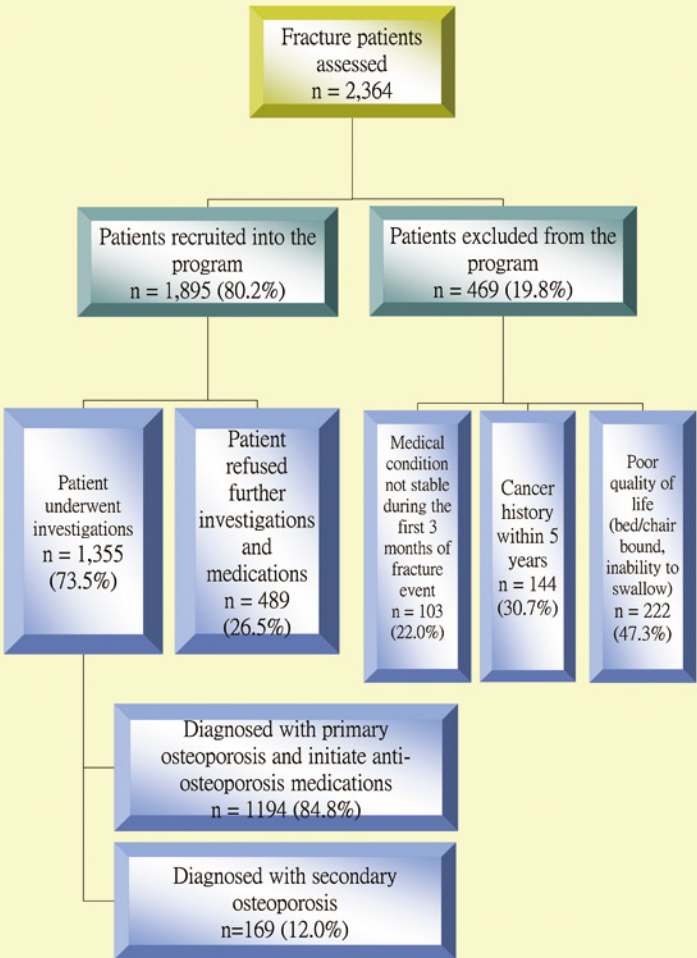 Fracture patients
assessed
n = 2,364
Patients recruited into the
program
n = 1,895 (80.2%)
Patients excluded from the
program
n = 469 (19.8%)
Patient
underwent
investigations
n = 1,355
(73.5%)
Patient
refused
further
investigations
and
medications
n = 489
(26.5%)
Medical
condition
not stable
during the
first 3
months of
fracture
event
n = 103
(22.0%)
Cancer
history
within 5
years
n = 144
(30.7%)
Poor
quality of
life
(bed/chair
bound,
inability to
swallow)
n = 222
(47.3%)
Diagnosed with primary
osteoporosis and initiate anti-
osteoporosis medications
n = 1194 (84.8%)
Diagnosed with secondary
osteoporosis
n=169 (12.0%)